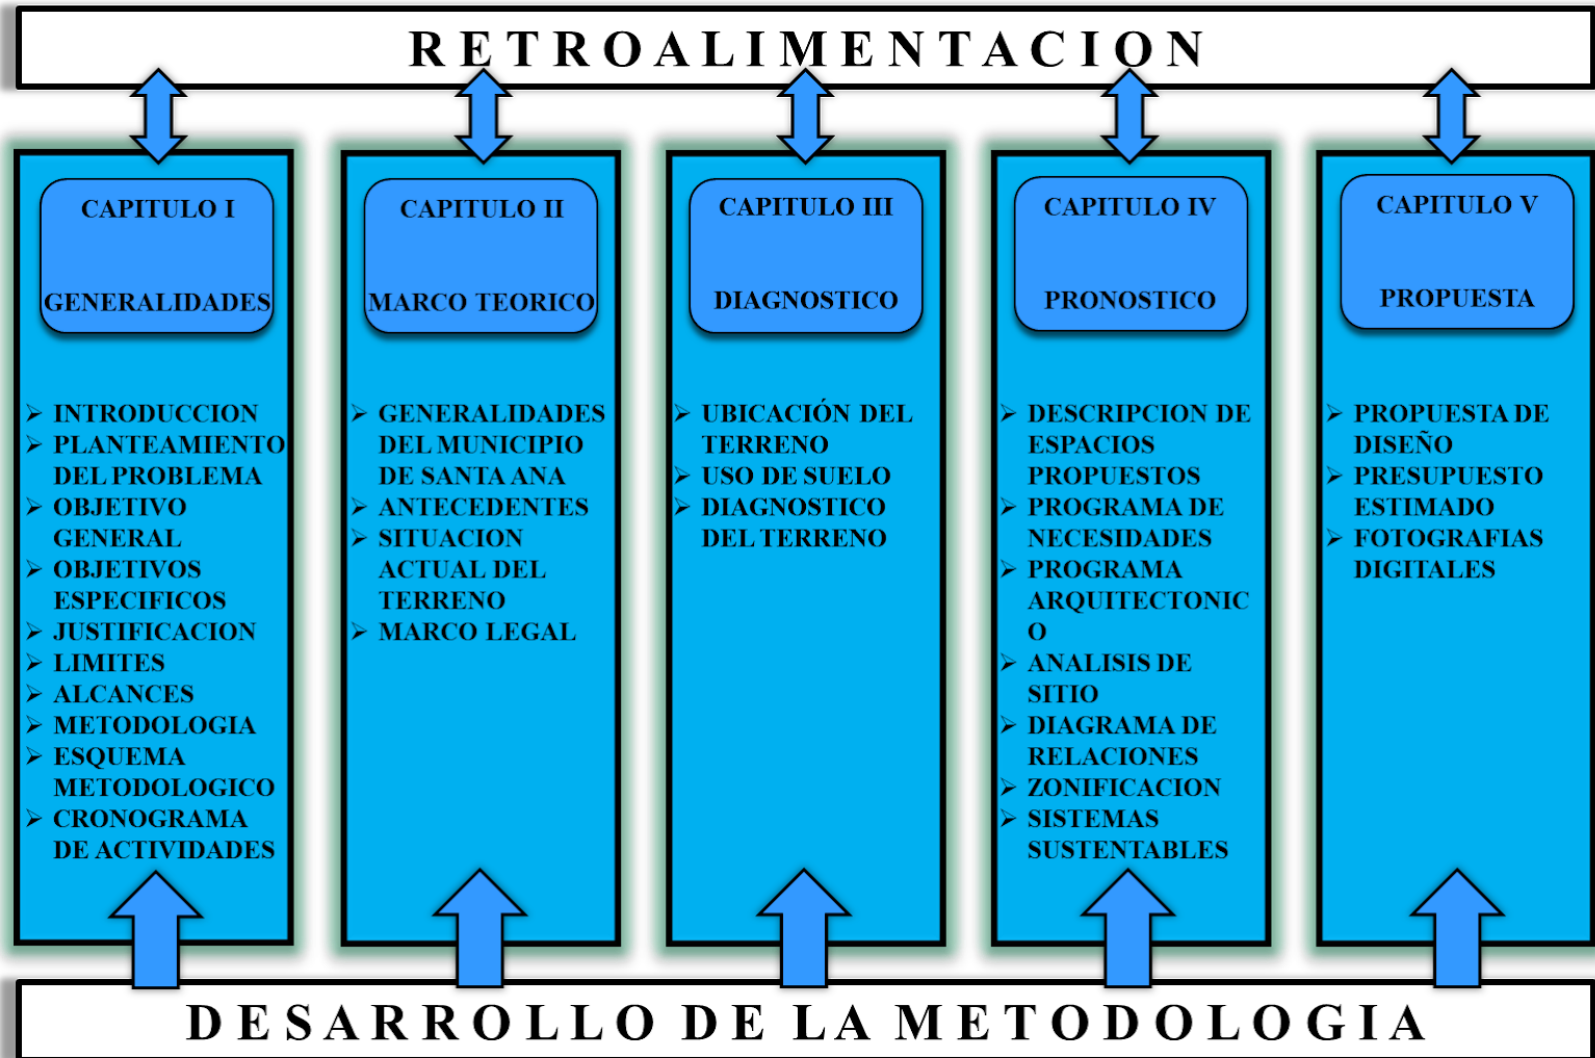 RETROALIMENTACION
CAPITULO I
GENERALIDADES
INTRODUCCION
PLANTEAMIENTO
DEL PROBLEMA
OBJETIVO
GENERAL
OBJETIVOS
ESPECIFICOS
JUSTIFICACION
LIMITES
ALCANCES
METODOLOGIA
ESQUEMA
METODOLOGICO
CRONOGRAMA
DE ACTIVIDADES
CAPITULO II
MARCO TEORICO
GENERALIDADES
DEL MUNICIPIO
DE SANTA ANA
ANTECEDENTES
SITUACION
ACTUAL DEL
TERRENO
MARCO LEGAL
CAPITULO III
DIAGNOSTICO
UBICACIÓN DEL
TERRENO
USO DE SUELO
DIAGNOSTICO
DEL TERRENO
CAPITULO IV
PRONOSTICO
DESCRIPCION DE
ESPACIOS
PROPUESTOS
PROGRAMA DE
NECESIDADES
PROGRAMA
ARQUITECTONIC
O
ANALISIS DE
SITIO
DIAGRAMA DE
RELACIONES
ZONIFICACION
SISTEMAS
SUSTENTABLES
CAPITULO V
PROPUESTA
PROPUESTA DE
DISEÑO
PRESUPUESTO
ESTIMADO
FOTOGRAFIAS
DIGITALES
DESARROLLO DE LA METODOLOGIA